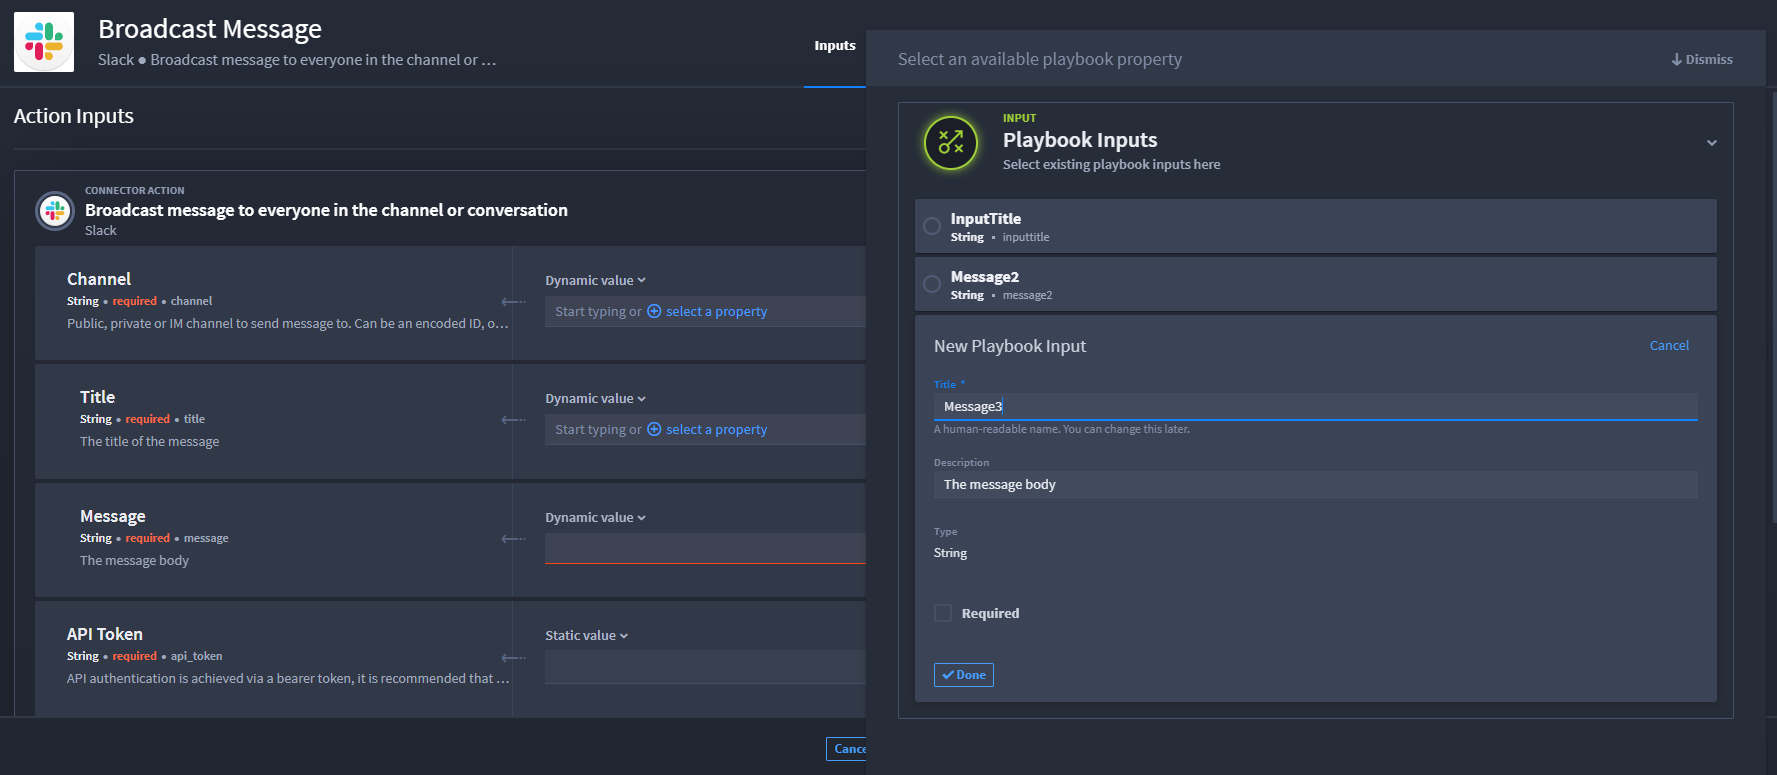 Broadcast Message
Slack ● Broadcast message to everyone in the channel or ...
Inputs
Action Inputs
CONNECTOR ACTION
Broadcast message to everyone in the channel or conversation
Slack
Channel
String • required • channel
Public, private or IM channel to send message to. Can be an encoded ID, o...
Dynamic value
Start typing or select a property
Title
String • required • title
The title of the message
Dynamic value
Start typing or select a property
Message
String • required • message
The message body
Dynamic value
API Token
String • required • api_token
API authentication is achieved via a bearer token, it is recommended that ...
Static value
Cance
Select an available playbook property
Dismiss
INPUT
Playbook Inputs
Select existing playbook inputs here
InputTitle
String • inputtitle
Message2
String • message2
New Playbook Input
Cancel
Title *
Message3
A human-readable name. You can change this later.
Description
The message body
Type
String
Required
Done